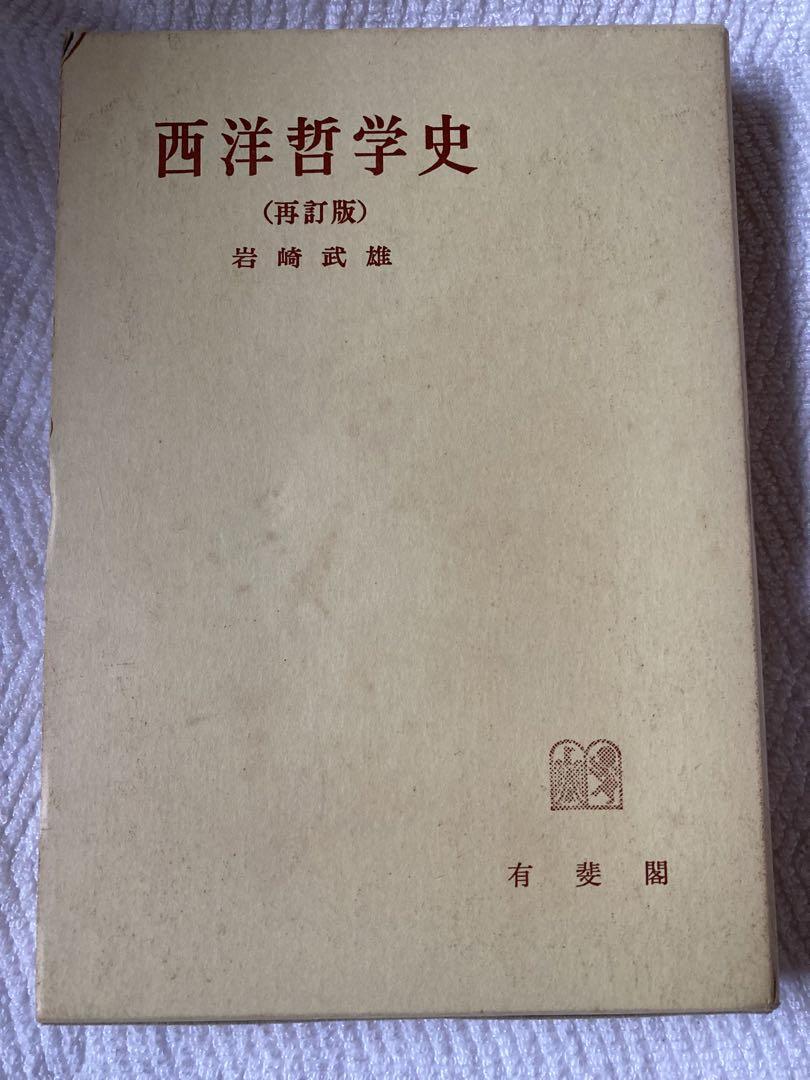 西洋哲学史
（再訂版）
岩崎武雄
有斐閣